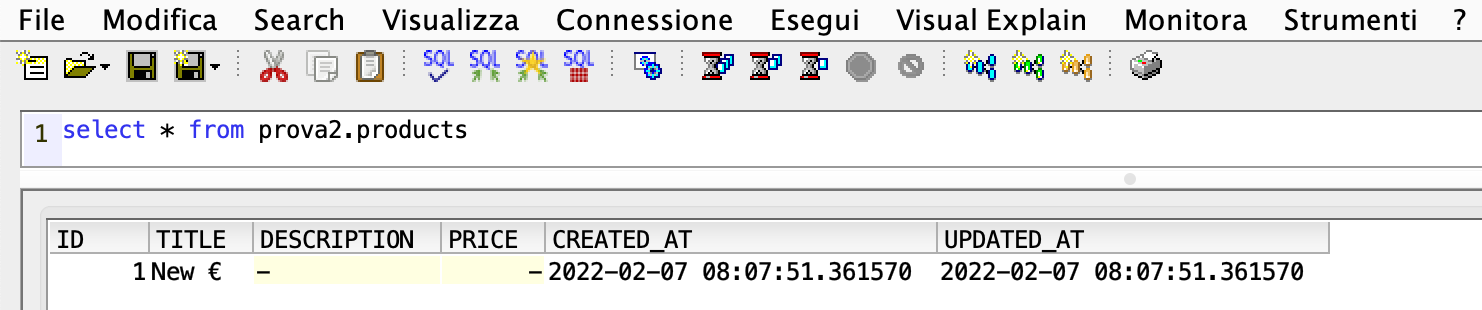 File Modifica Search Visualizza Connessione Esegui Visual Explain Monitora Strumenti ?
SQL SQL SQL SQL
1 select * from prova2.products
ID TITLE DESCRIPTION PRICE CREATED_AT UPDATED_AT
1 New € - - 2022-02-07 08:07:51.361570 2022-02-07 08:07:51.361570